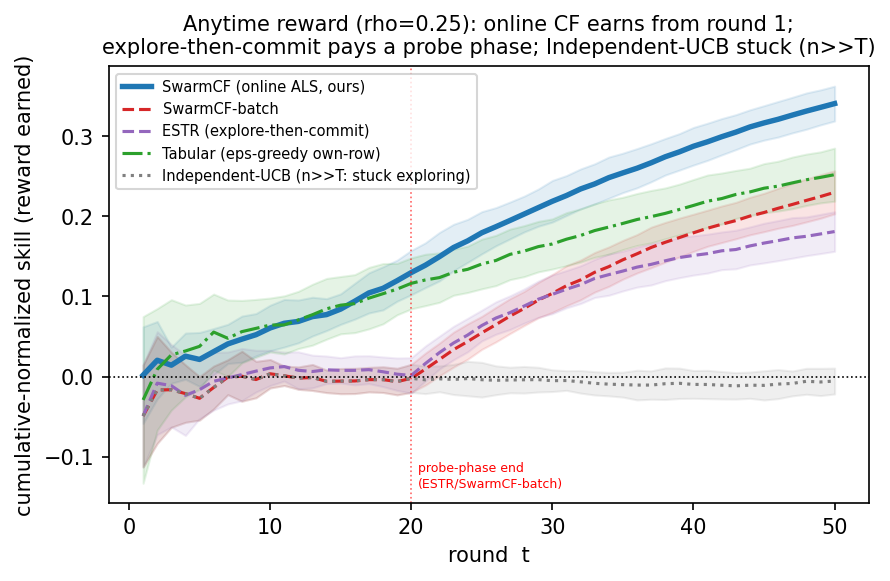 Anytime reward (rho=0.25): online CF earns from round 1;
explore-then-commit pays a probe phase; Independent-UCB stuck (n>>T)
cumulative-normalized skill (reward earned)
SwarmCF (online ALS, ours)
SwarmCF-batch
ESTR (explore-then-commit)
Tabular (eps-greedy own-row)
Independent-UCB (n>>T: stuck exploring)
0.3
0.2
0.1
0.0
−0.1
probe-phase end
(ESTR/SwarmCF-batch)
0 10 20 30 40 50
round t